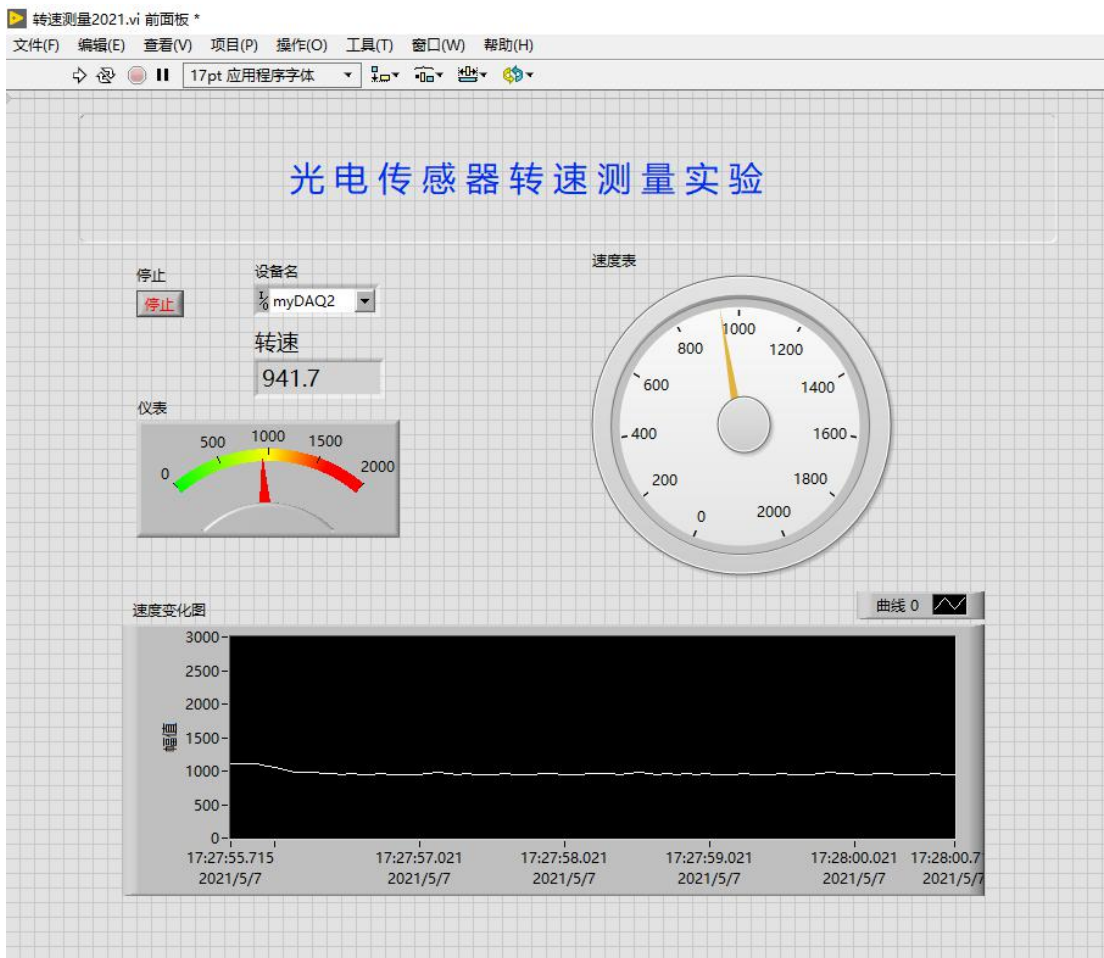 转速测量2021.vi 前面板 *
文件(F) 编辑(E) 查看(V) 项目(P) 操作(O) 工具(T) 窗口(W) 帮助(H)
17pt 应用程序字体
光电传感器转速测量实验
停止
停止
设备名
myDAQ2
转速
941.7
仪表
0 500 1000 1500 2000
速度表
0 200 400 600 800 1000 1200 1400 1600 1800 2000
速度变化图
曲线 0
幅值
3000
2500
2000
1500
1000
500
0
17:27:55.715 17:27:57.021 17:27:58.021 17:27:59.021 17:28:00.021 17:28:00.7
2021/5/7 2021/5/7 2021/5/7 2021/5/7 2021/5/7 2021/5/7